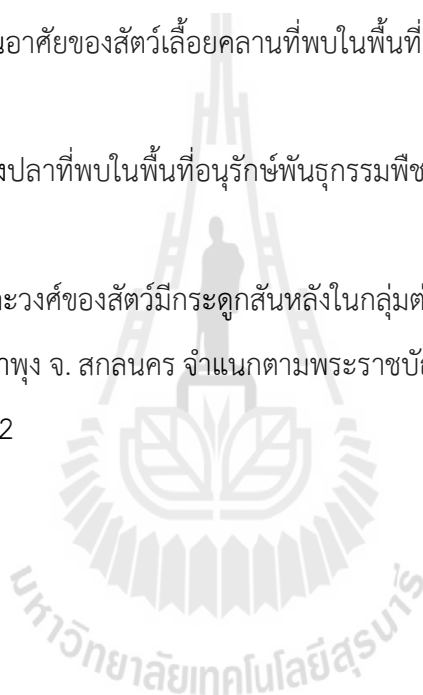 อาศัยของสัตว์เลื้อยคลานที่พบในพื้นที่
ปลาที่พบในพื้นที่อนุรักษ์พันธุกรรมพืช
วงศ์ของสัตว์มีกระดูกสันหลังในกลุ่มต่
พุง จ. สกลนคร จำแนกตามพระราชบัญ
2
มหาวิทยาลัยเทคโนโลยีสุรนารี